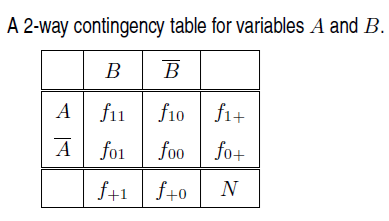 A 2-way contingency table for variables A and B.
B B̅
A f₁₁ f₁₀ f₁₊
A̅ f₀₁ f₀₀ f₀₊
f₊₁ f₊₀ N